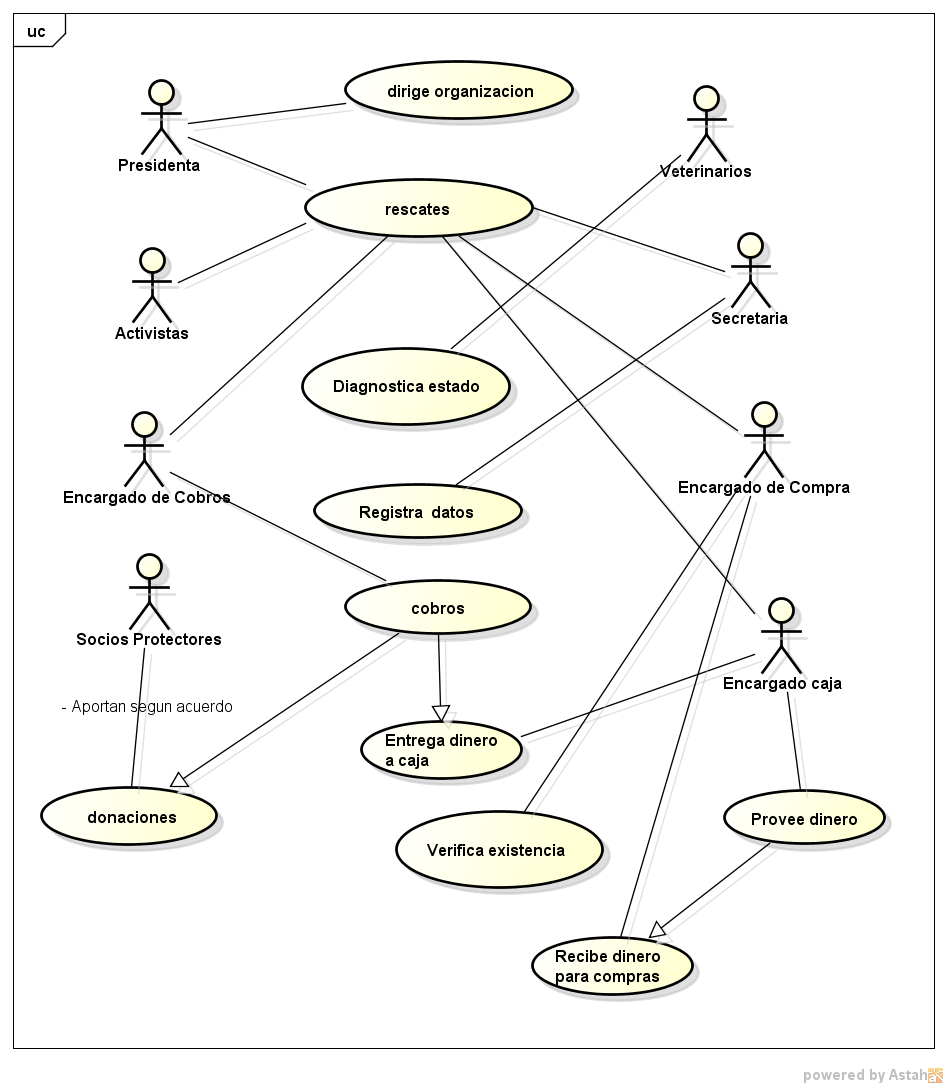 uc
dirige organizacion
Presidenta
Veterinarios
rescates
Activistas
Secretaria
Diagnostica estado
Encargado de Cobros
Encargado de Compra
Registra datos
cobros
Socios Protectores
Encargado caja
- Aportan segun acuerdo
Entrega dinero
a caja
donaciones
Provee dinero
Verifica existencia
Recibe dinero
para compras
powered by Astah